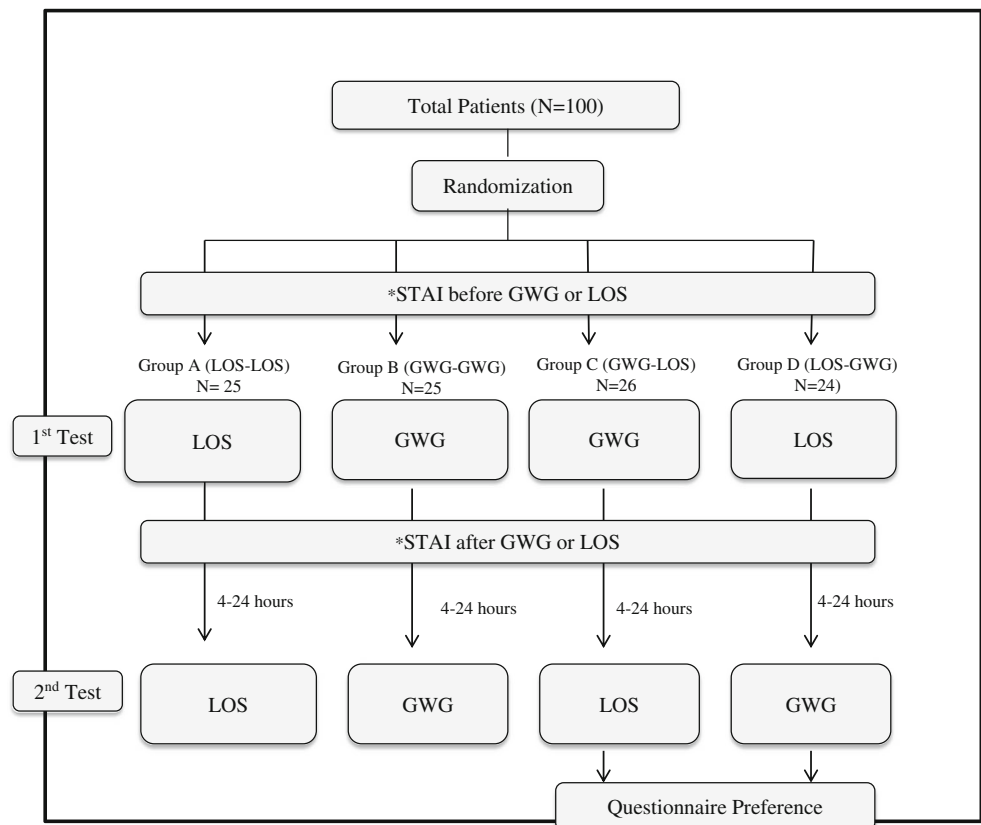 Total Patients (N=100)
Randomization
*STAI before GWG or LOS
Group A (LOS-LOS)
N= 25
Group B (GWG-GWG)
N=25
Group C (GWG-LOS)
N=26
Group D (LOS-GWG)
N=24)
1st Test
LOS
GWG
GWG
LOS
*STAI after GWG or LOS
4-24 hours
4-24 hours
4-24 hours
4-24 hours
2nd Test
LOS
GWG
LOS
GWG
Questionnaire Preference